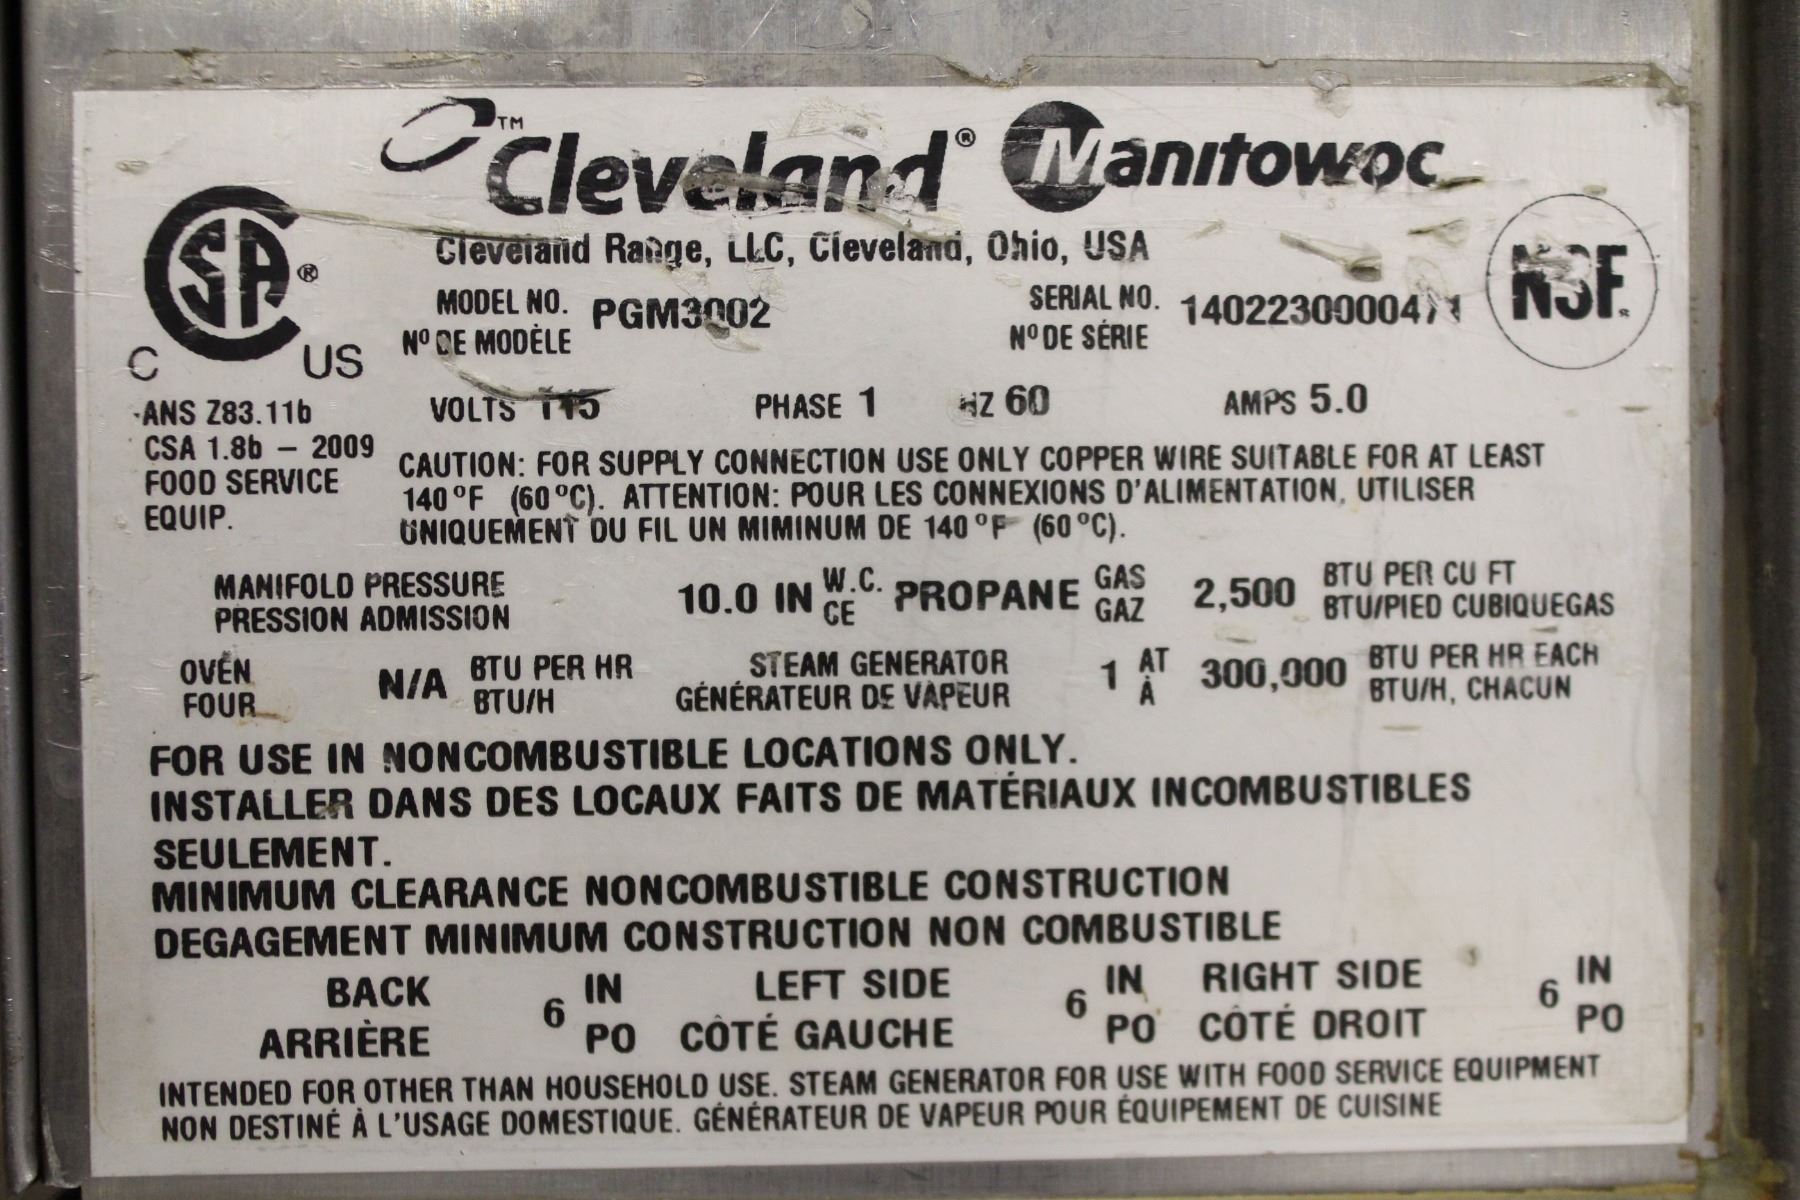 ™Cleveland® Manitowoc
CSA®
C US
NSF®
Cleveland Range, LLC, Cleveland, Ohio, USA
MODEL NO. PGM3002 SERIAL NO.
Nº DE MODÈLE Nº DE SÉRIE
ANS Z83.11b
CSA 1.8b – 2009
FOOD SERVICE
EQUIP.
VOLTS 115 PHASE 1 HZ 60 AMPS 5.0
CAUTION: FOR SUPPLY CONNECTION USE ONLY COPPER WIRE SUITABLE FOR AT LEAST
140 ºF (60 ºC). ATTENTION: POUR LES CONNEXIONS D'ALIMENTATION, UTILISER
UNIQUEMENT DU FIL UN MIMINUM DE 140 ºF (60 ºC).
MANIFOLD PRESSURE 10.0 IN W.C. PROPANE GAS 2,500 BTU PER CU FT
PRESSION ADMISSION CE GAZ BTU/PIED CUBIQUEGAS
OVEN N/A BTU PER HR STEAM GENERATOR 1 AT 300,000 BTU PER HR EACH
FOUR BTU/H GÉNÉRATEUR DE VAPEUR À BTU/H, CHACUN
FOR USE IN NONCOMBUSTIBLE LOCATIONS ONLY.
INSTALLER DANS DES LOCAUX FAITS DE MATÉRIAUX INCOMBUSTIBLES
SEULEMENT.
MINIMUM CLEARANCE NONCOMBUSTIBLE CONSTRUCTION
DEGAGEMENT MINIMUM CONSTRUCTION NON COMBUSTIBLE
BACK 6 IN LEFT SIDE 6 IN RIGHT SIDE 6 IN
ARRIÈRE PO CÔTÉ GAUCHE PO CÔTÉ DROIT PO
INTENDED FOR OTHER THAN HOUSEHOLD USE. STEAM GENERATOR FOR USE WITH FOOD SERVICE EQUIPMENT
NON DESTINÉ À L'USAGE DOMESTIQUE. GÉNÉRATEUR DE VAPEUR POUR ÉQUIPEMENT DE CUISINE